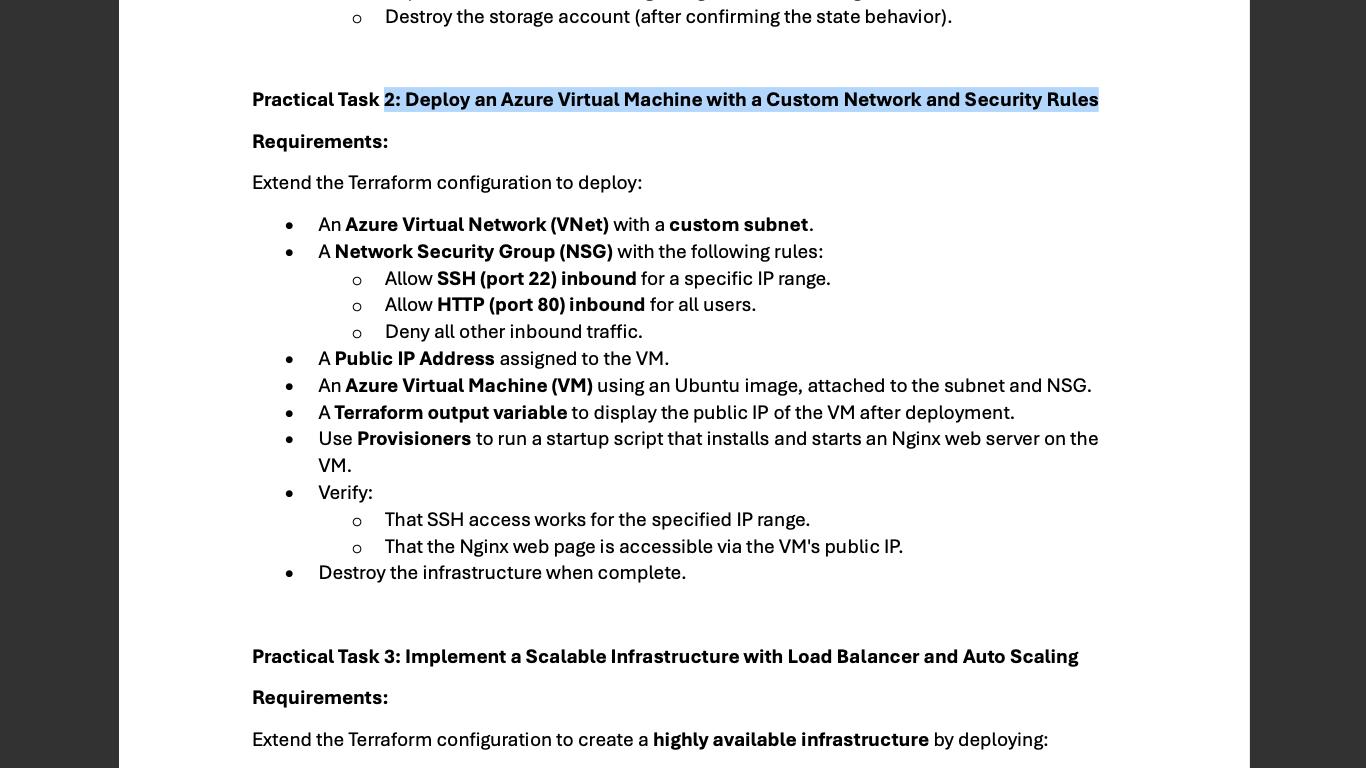 ○ Destroy the storage account (after confirming the state behavior).
Practical Task 2: Deploy an Azure Virtual Machine with a Custom Network and Security Rules
Requirements:
Extend the Terraform configuration to deploy:
• An Azure Virtual Network (VNet) with a custom subnet.
• A Network Security Group (NSG) with the following rules:
○ Allow SSH (port 22) inbound for a specific IP range.
○ Allow HTTP (port 80) inbound for all users.
○ Deny all other inbound traffic.
• A Public IP Address assigned to the VM.
• An Azure Virtual Machine (VM) using an Ubuntu image, attached to the subnet and NSG.
• A Terraform output variable to display the public IP of the VM after deployment.
• Use Provisioners to run a startup script that installs and starts an Nginx web server on the
VM.
• Verify:
○ That SSH access works for the specified IP range.
○ That the Nginx web page is accessible via the VM's public IP.
• Destroy the infrastructure when complete.
Practical Task 3: Implement a Scalable Infrastructure with Load Balancer and Auto Scaling
Requirements:
Extend the Terraform configuration to create a highly available infrastructure by deploying: